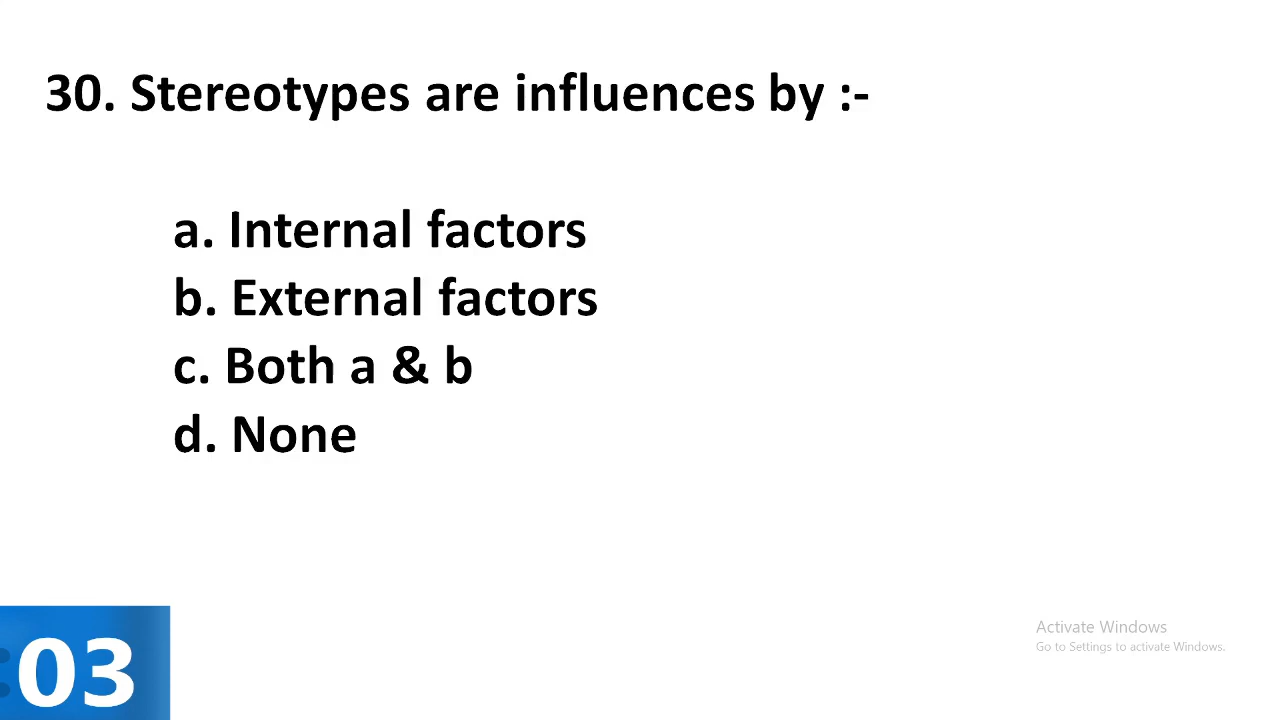 30. Stereotypes are influences by :-
a. Internal factors
b. External factors
c. Both a & b
d. None
03
Activate Windows
Go to Settings to activate Windows.